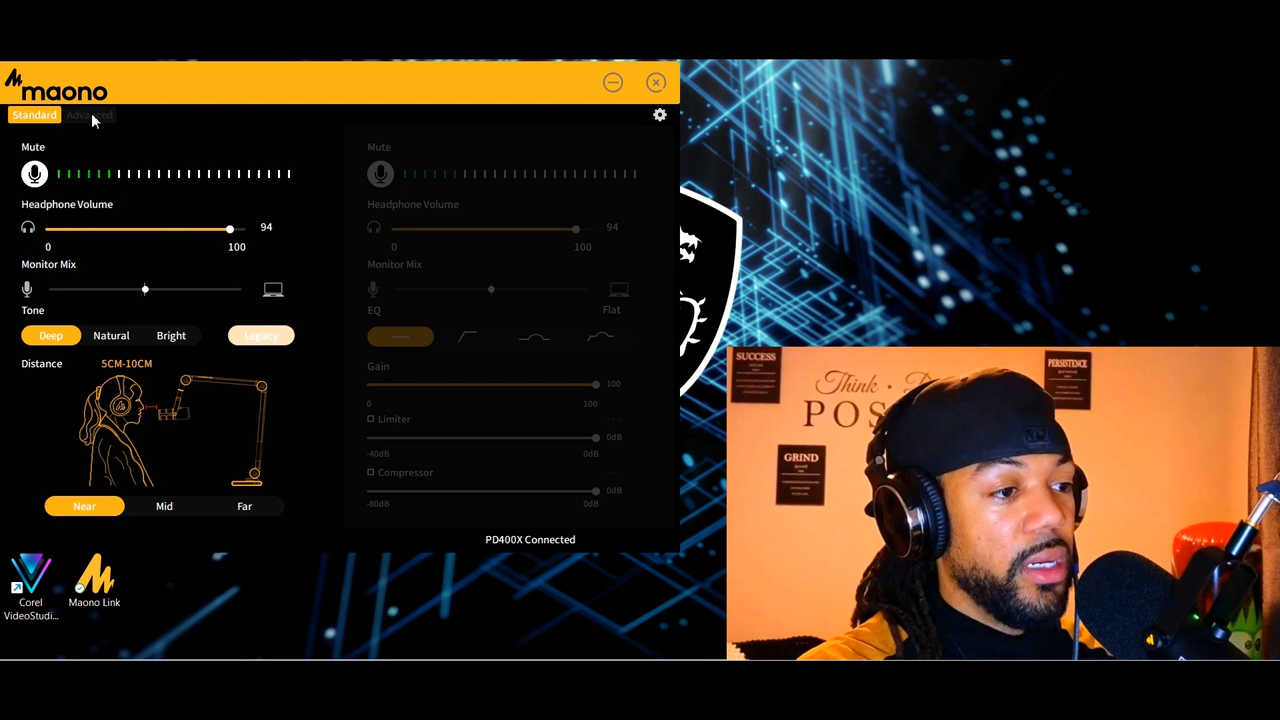 maono
Standard
Advanced
Mute
Headphone Volume
94
0
100
Monitor Mix
Tone
Deep
Natural
Bright
Legacy
Distance
5CM-10CM
Near
Mid
Far
Mute
Headphone Volume
94
0
100
Monitor Mix
EQ
Flat
Gain
100
0
100
Limiter
---
0dB
-40dB
0dB
Compressor
---
0dB
-80dB
0dB
PD400X Connected
Corel
VideoStudi...
Maono Link
SUCCESS
PERSISTENCE
Think •
POS
GRIND